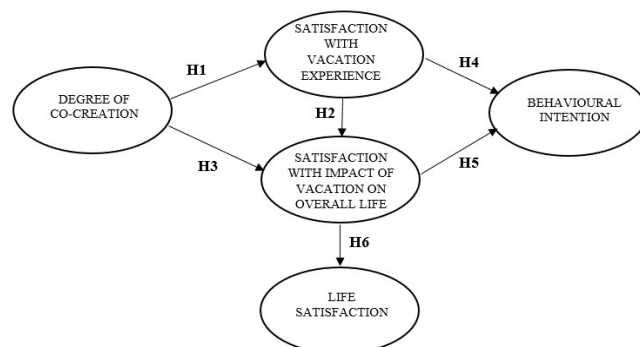 SATISFACTION
WITH
VACATION
EXPERIENCE
H1
H4
DEGREE OF
CO-CREATION
H2
BEHAVIOURAL
INTENTION
H3
SATISFACTION
WITH IMPACT OF
VACATION ON
OVERALL LIFE
H5
H6
LIFE
SATISFACTION